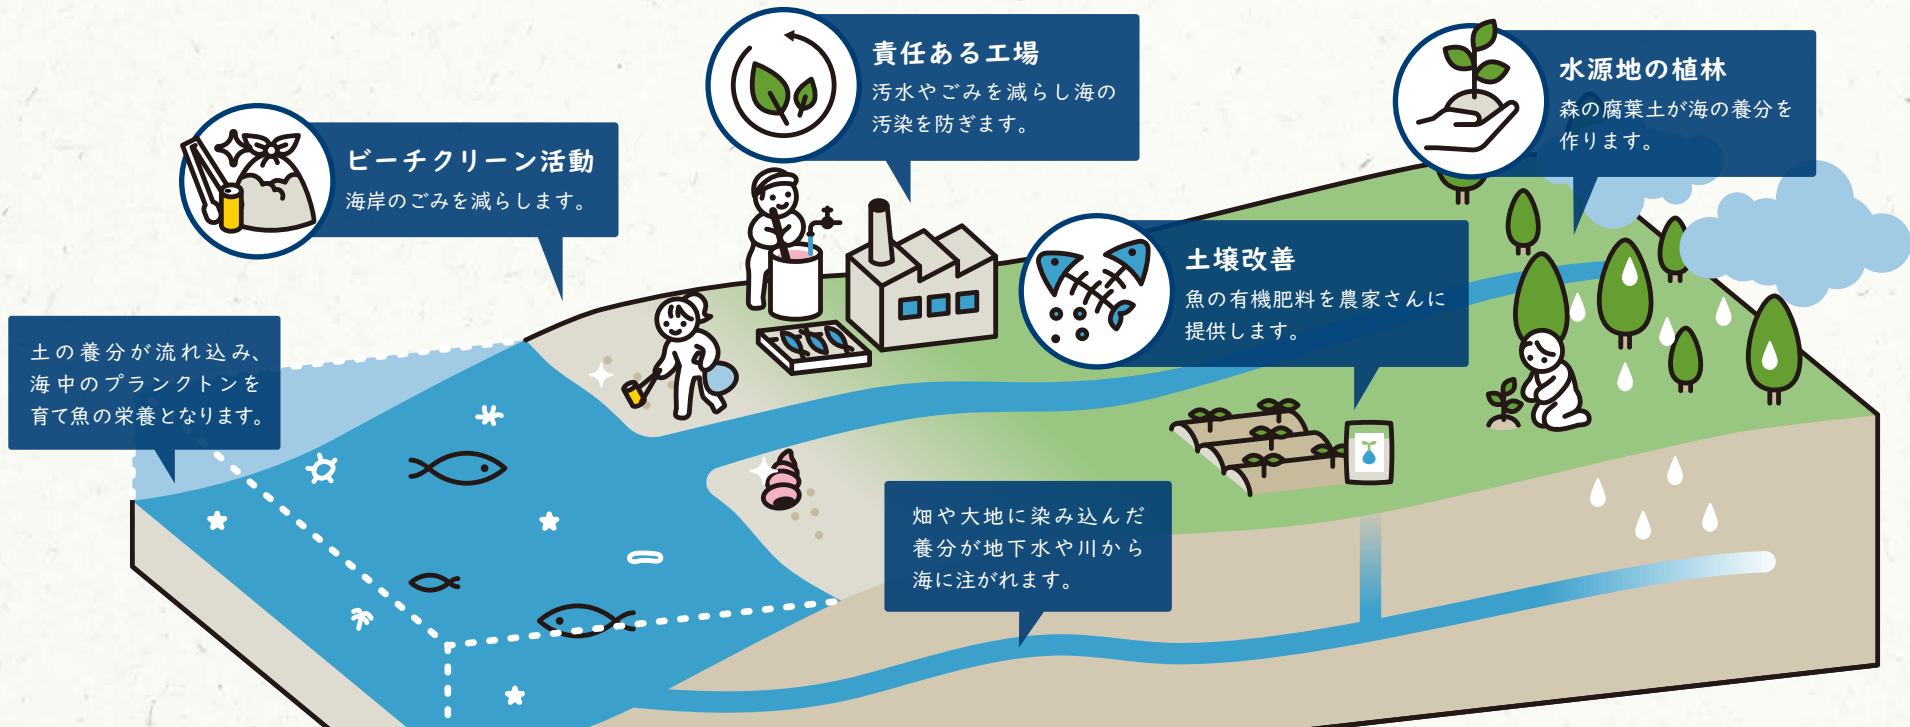 責任ある工場
汚水やごみを減らし海の
汚染を防ぎます。
水源地の植林
森の腐葉土が海の養分を
作ります。
ビーチクリーン活動
海岸のごみを減らします。
土壌改善
魚の有機肥料を農家さんに
提供します。
土の養分が流れ込み、
海中のプランクトンを
育て魚の栄養となります。
畑や大地に染み込んだ
養分が地下水や川から
海に注がれます。